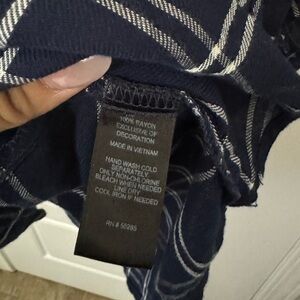 100% RAYON
EXCLUSIVE OF
DECORATION
MADE IN VIETNAM
HAND WASH COLD
SEPARATELY
ONLY NON-CHLORINE
BLEACH WHEN NEEDED
LINE DRY
COOL IRON IF NEEDED
RN # 58285